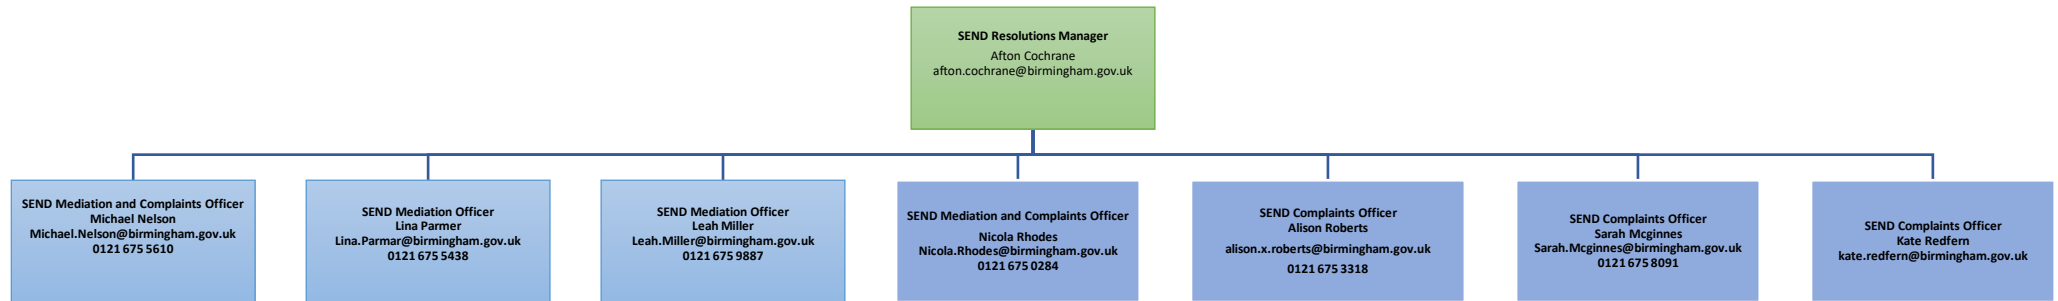 SEND Resolutions Manager
Afton Cochrane
afton.cochrane@birmingham.gov.uk
SEND Mediation and Complaints Officer
Michael Nelson
Michael.Nelson@birmingham.gov.uk
0121 675 5610
SEND Mediation Officer
Lina Parmer
Lina.Parmar@birmingham.gov.uk
0121 675 5438
SEND Mediation Officer
Leah Miller
Leah.Miller@birmingham.gov.uk
0121 675 9887
SEND Mediation and Complaints Officer
Nicola Rhodes
Nicola.Rhodes@birmingham.gov.uk
0121 675 0284
SEND Complaints Officer
Alison Roberts
alison.x.roberts@birmingham.gov.uk
0121 675 3318
SEND Complaints Officer
Sarah Mcginnes
Sarah.Mcginnes@birmingham.gov.uk
0121 675 8091
SEND Complaints Officer
Kate Redfern
kate.redfern@birmingham.gov.uk